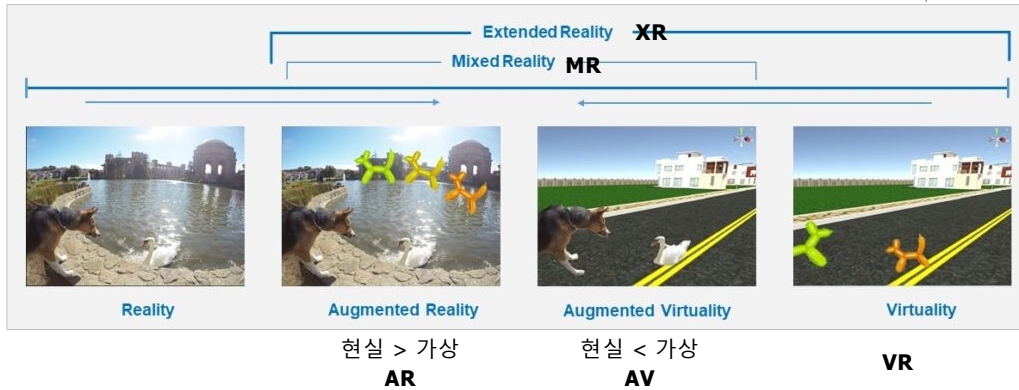 Extended Reality XR
Mixed Reality MR
Reality
Augmented Reality
Augmented Virtuality
Virtuality
현실 > 가상
현실 < 가상
AR
AV
VR